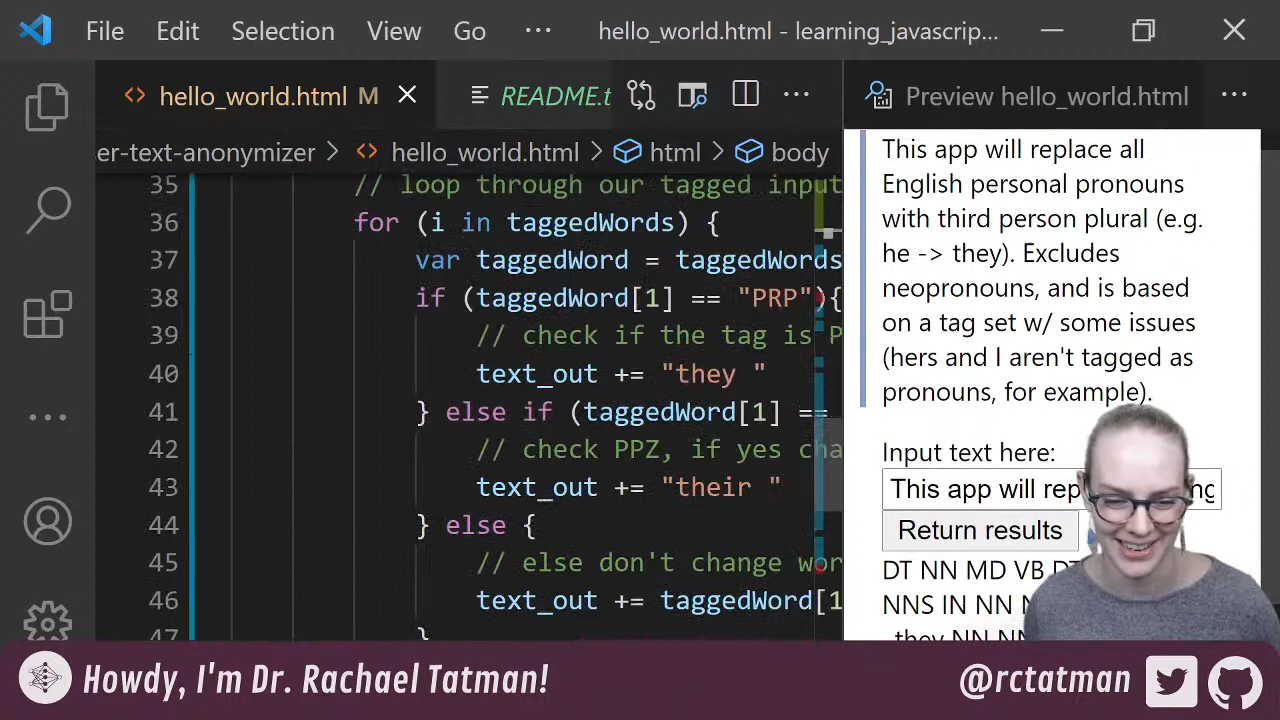 File Edit Selection View Go ... hello_world.html - learning_javascrip...
hello_world.html M README.t ... Preview hello_world.html ...
er-text-anonymizer > hello_world.html > html > body
35 // loop through our tagged input
36 for (i in taggedWords) {
37 var taggedWord = taggedWords
38 if (taggedWord[1] == "PRP"){
39 // check if the tag is P
40 text_out += "they "
41 } else if (taggedWord[1] ==
42 // check PPZ, if yes cha
43 text_out += "their "
44 } else {
45 // else don't change wor
46 text_out += taggedWord[1
47 }
This app will replace all
English personal pronouns
with third person plural (e.g.
he -> they). Excludes
neopronouns, and is based
on a tag set w/ some issues
(hers and I aren't tagged as
pronouns, for example).
Input text here:
This app will rep
Return results
DT NN MD VB DT
NNS IN NN
they NN
Howdy, I'm Dr. Rachael Tatman!
@rctatman